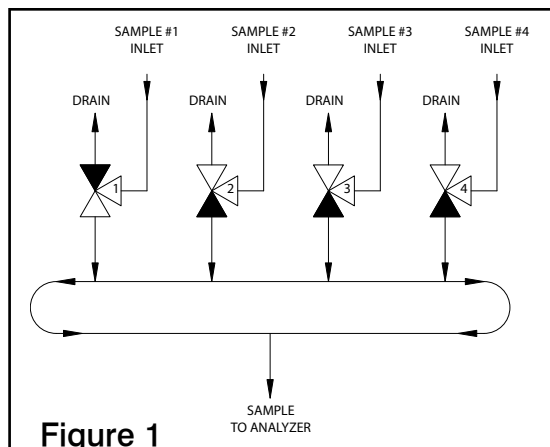 SAMPLE #1
INLET
SAMPLE #2
INLET
SAMPLE #3
INLET
SAMPLE #4
INLET
DRAIN
DRAIN
DRAIN
DRAIN
1
2
3
4
SAMPLE
TO ANALYZER
Figure 1